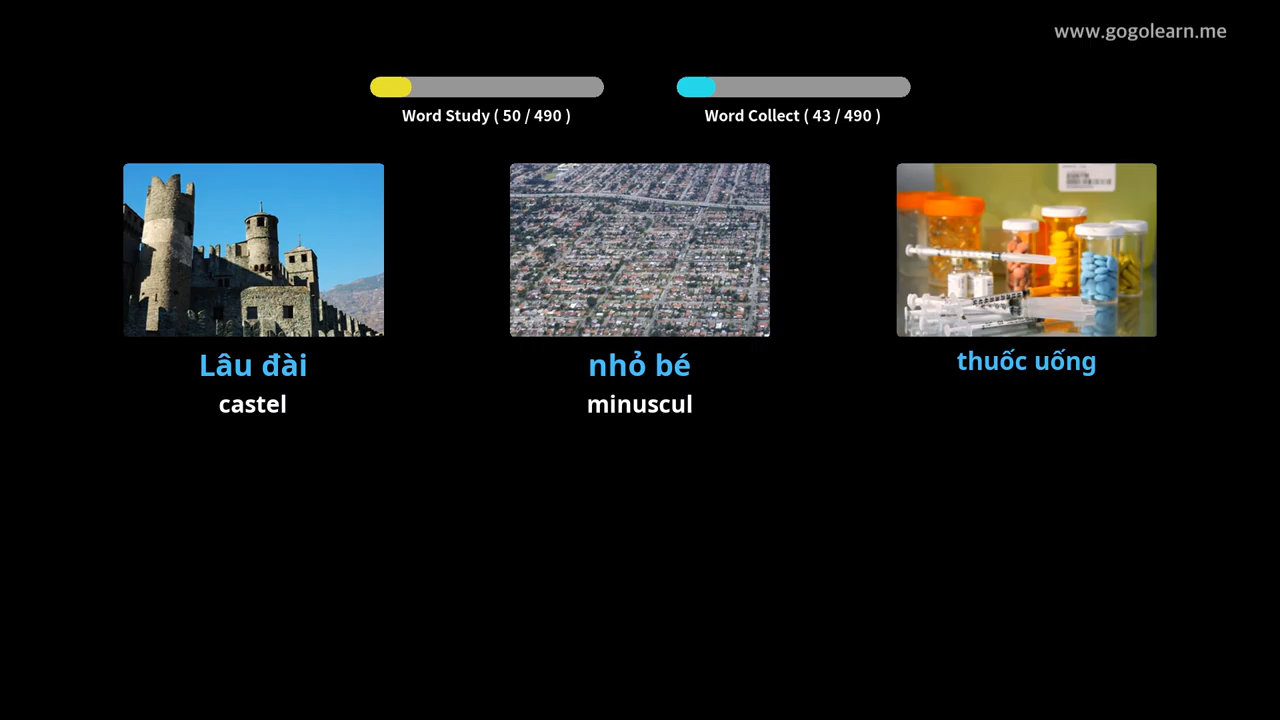 www.gogolearn.me
Word Study ( 50 / 490 )
Word Collect ( 43 / 490 )
Lâu đài
castel
nhỏ bé
minuscul
thuốc uống